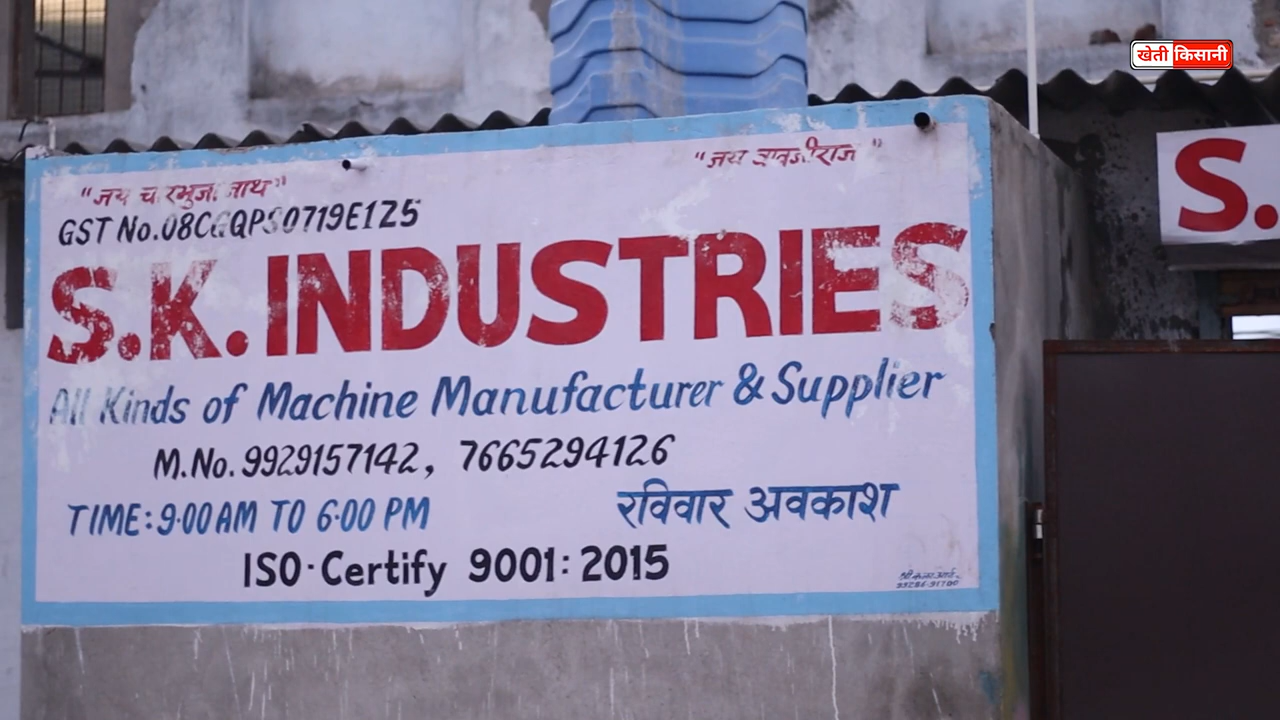 खेती किसानी
"जय चारभुजा नाथ"
"जय बावजीराज"
GST No.08CGQPS0719E1Z5
S.K. INDUSTRIES
S.
All Kinds of Machine Manufacturer & Supplier
M.No. 9929157142, 7665294126
TIME: 9.00 AM TO 6.00 PM
रविवार अवकाश
ISO·Certify 9001:2015